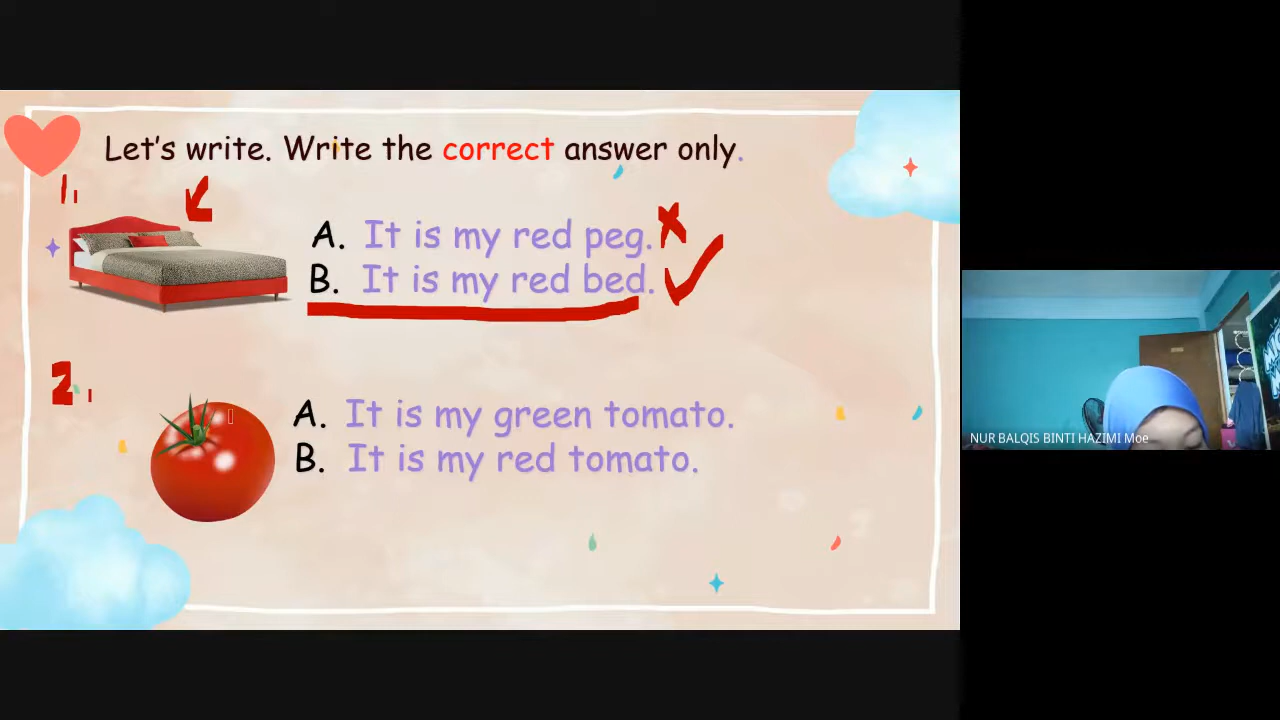 Let's write. Write the correct answer only.
1.
A. It is my red peg.
B. It is my red bed.
2.
A. It is my green tomato.
B. It is my red tomato.
NUR BALQIS BINTI HAZIMI Moe